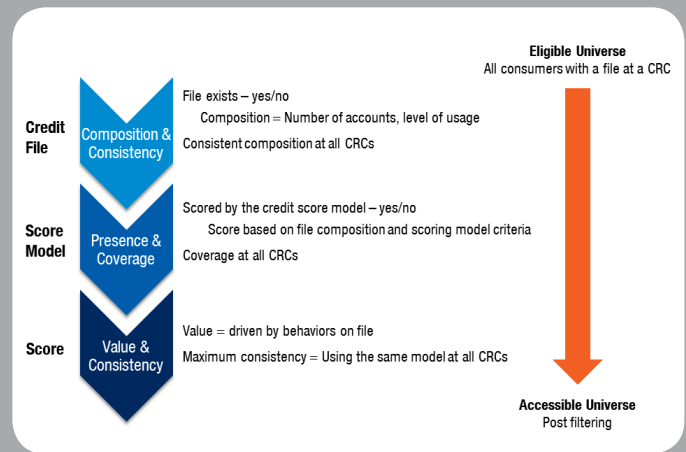 Eligible Universe
All consumers with a file at a CRC
Credit
File
Composition &
Consistency
File exists – yes/no
Composition = Number of accounts, level of usage
Consistent composition at all CRCs
Score
Model
Presence &
Coverage
Scored by the credit score model – yes/no
Score based on file composition and scoring model criteria
Coverage at all CRCs
Score
Value &
Consistency
Value = driven by behaviors on file
Maximum consistency = Using the same model at all CRCs
Accessible Universe
Post filtering